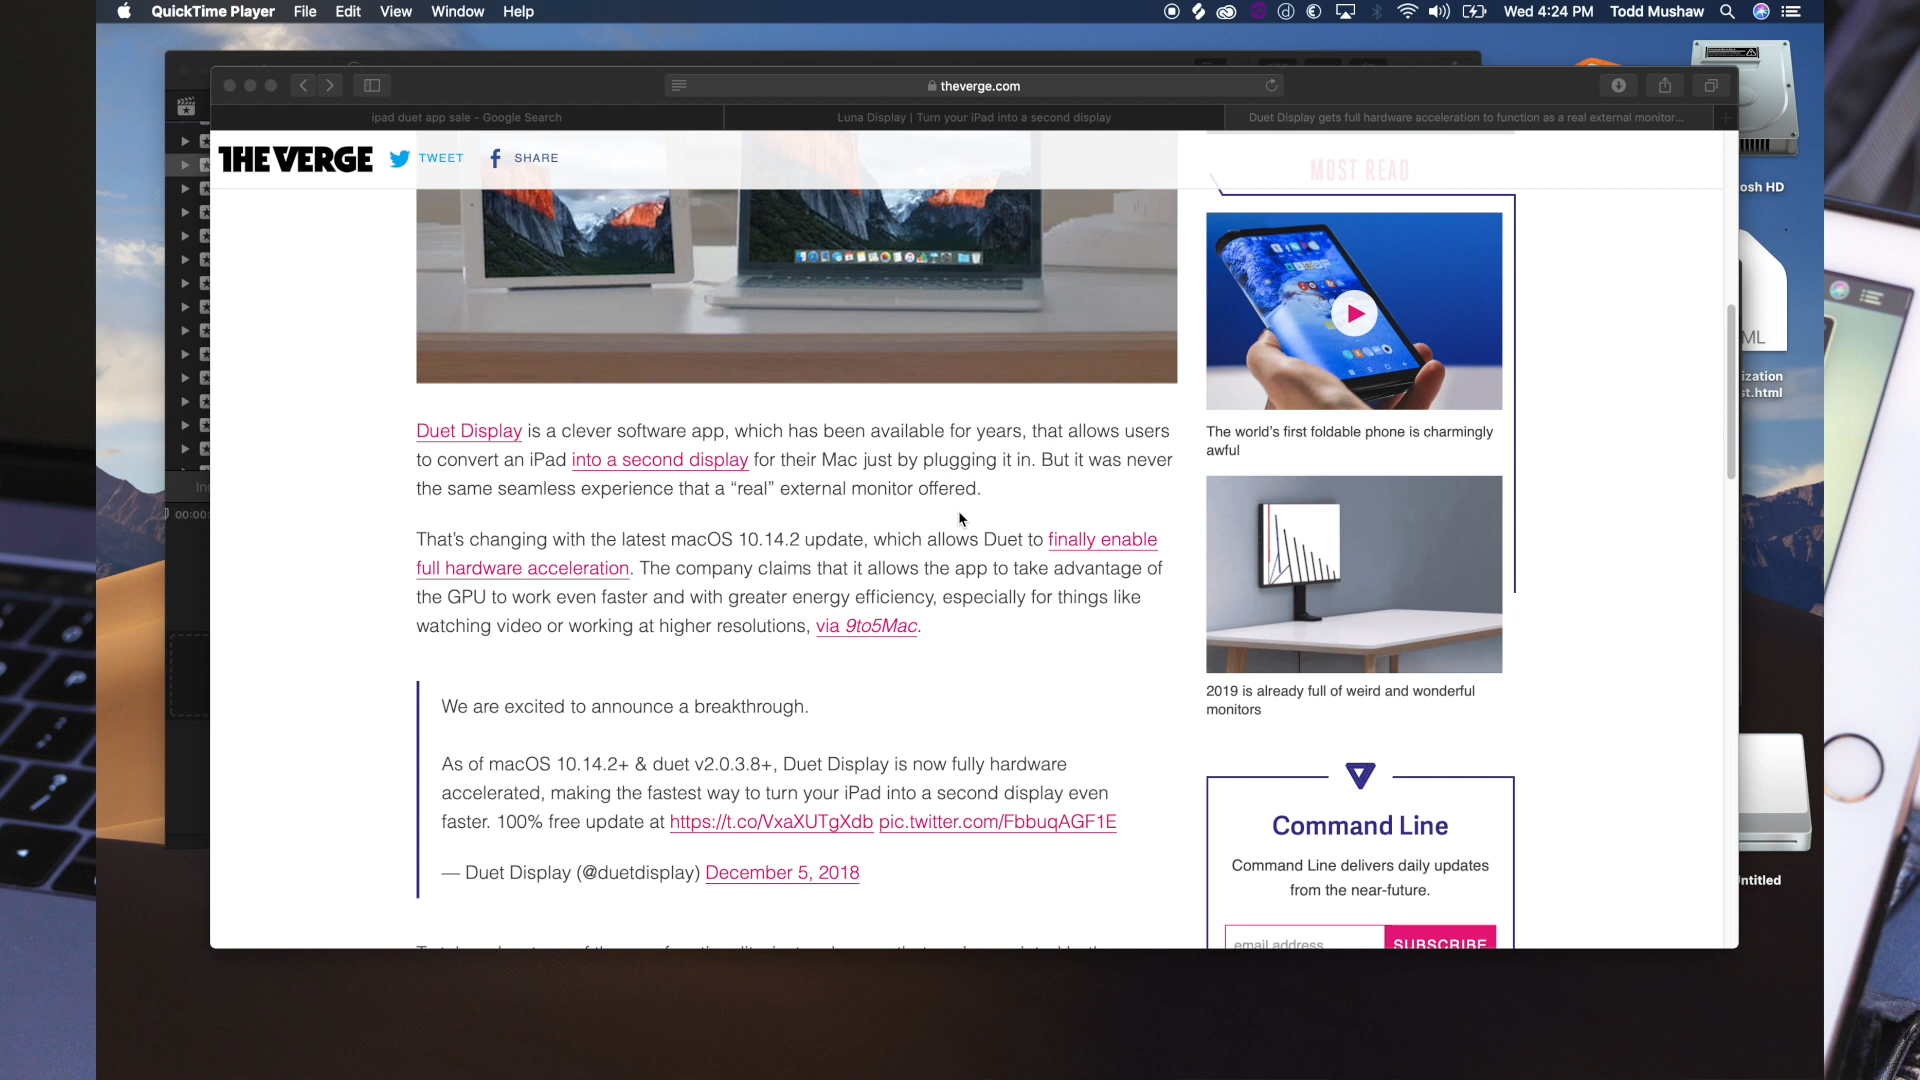 QuickTime Player File Edit View Window Help Wed 4:24 PM Todd Mushaw
theverge.com
ipad duet app sale - Google Search
Luna Display | Turn your iPad into a second display
Duet Display gets full hardware acceleration to function as a real external monitor...
THE VERGE TWEET SHARE
MOST READ
Duet Display is a clever software app, which has been available for years, that allows users
to convert an iPad into a second display for their Mac just by plugging it in. But it was never
the same seamless experience that a “real” external monitor offered.
That’s changing with the latest macOS 10.14.2 update, which allows Duet to finally enable
full hardware acceleration. The company claims that it allows the app to take advantage of
the GPU to work even faster and with greater energy efficiency, especially for things like
watching video or working at higher resolutions, via 9to5Mac.
We are excited to announce a breakthrough.
As of macOS 10.14.2+ & duet v2.0.3.8+, Duet Display is now fully hardware
accelerated, making the fastest way to turn your iPad into a second display even
faster. 100% free update at https://t.co/VxaXUTgXdb pic.twitter.com/FbbuqAGF1E
— Duet Display (@duetdisplay) December 5, 2018
The world’s first foldable phone is charmingly
awful
2019 is already full of weird and wonderful
monitors
Command Line
Command Line delivers daily updates
from the near-future.
email address SUBSCRIBE
osh HD
ML
ization
st.html
ntitled
In
00:00: